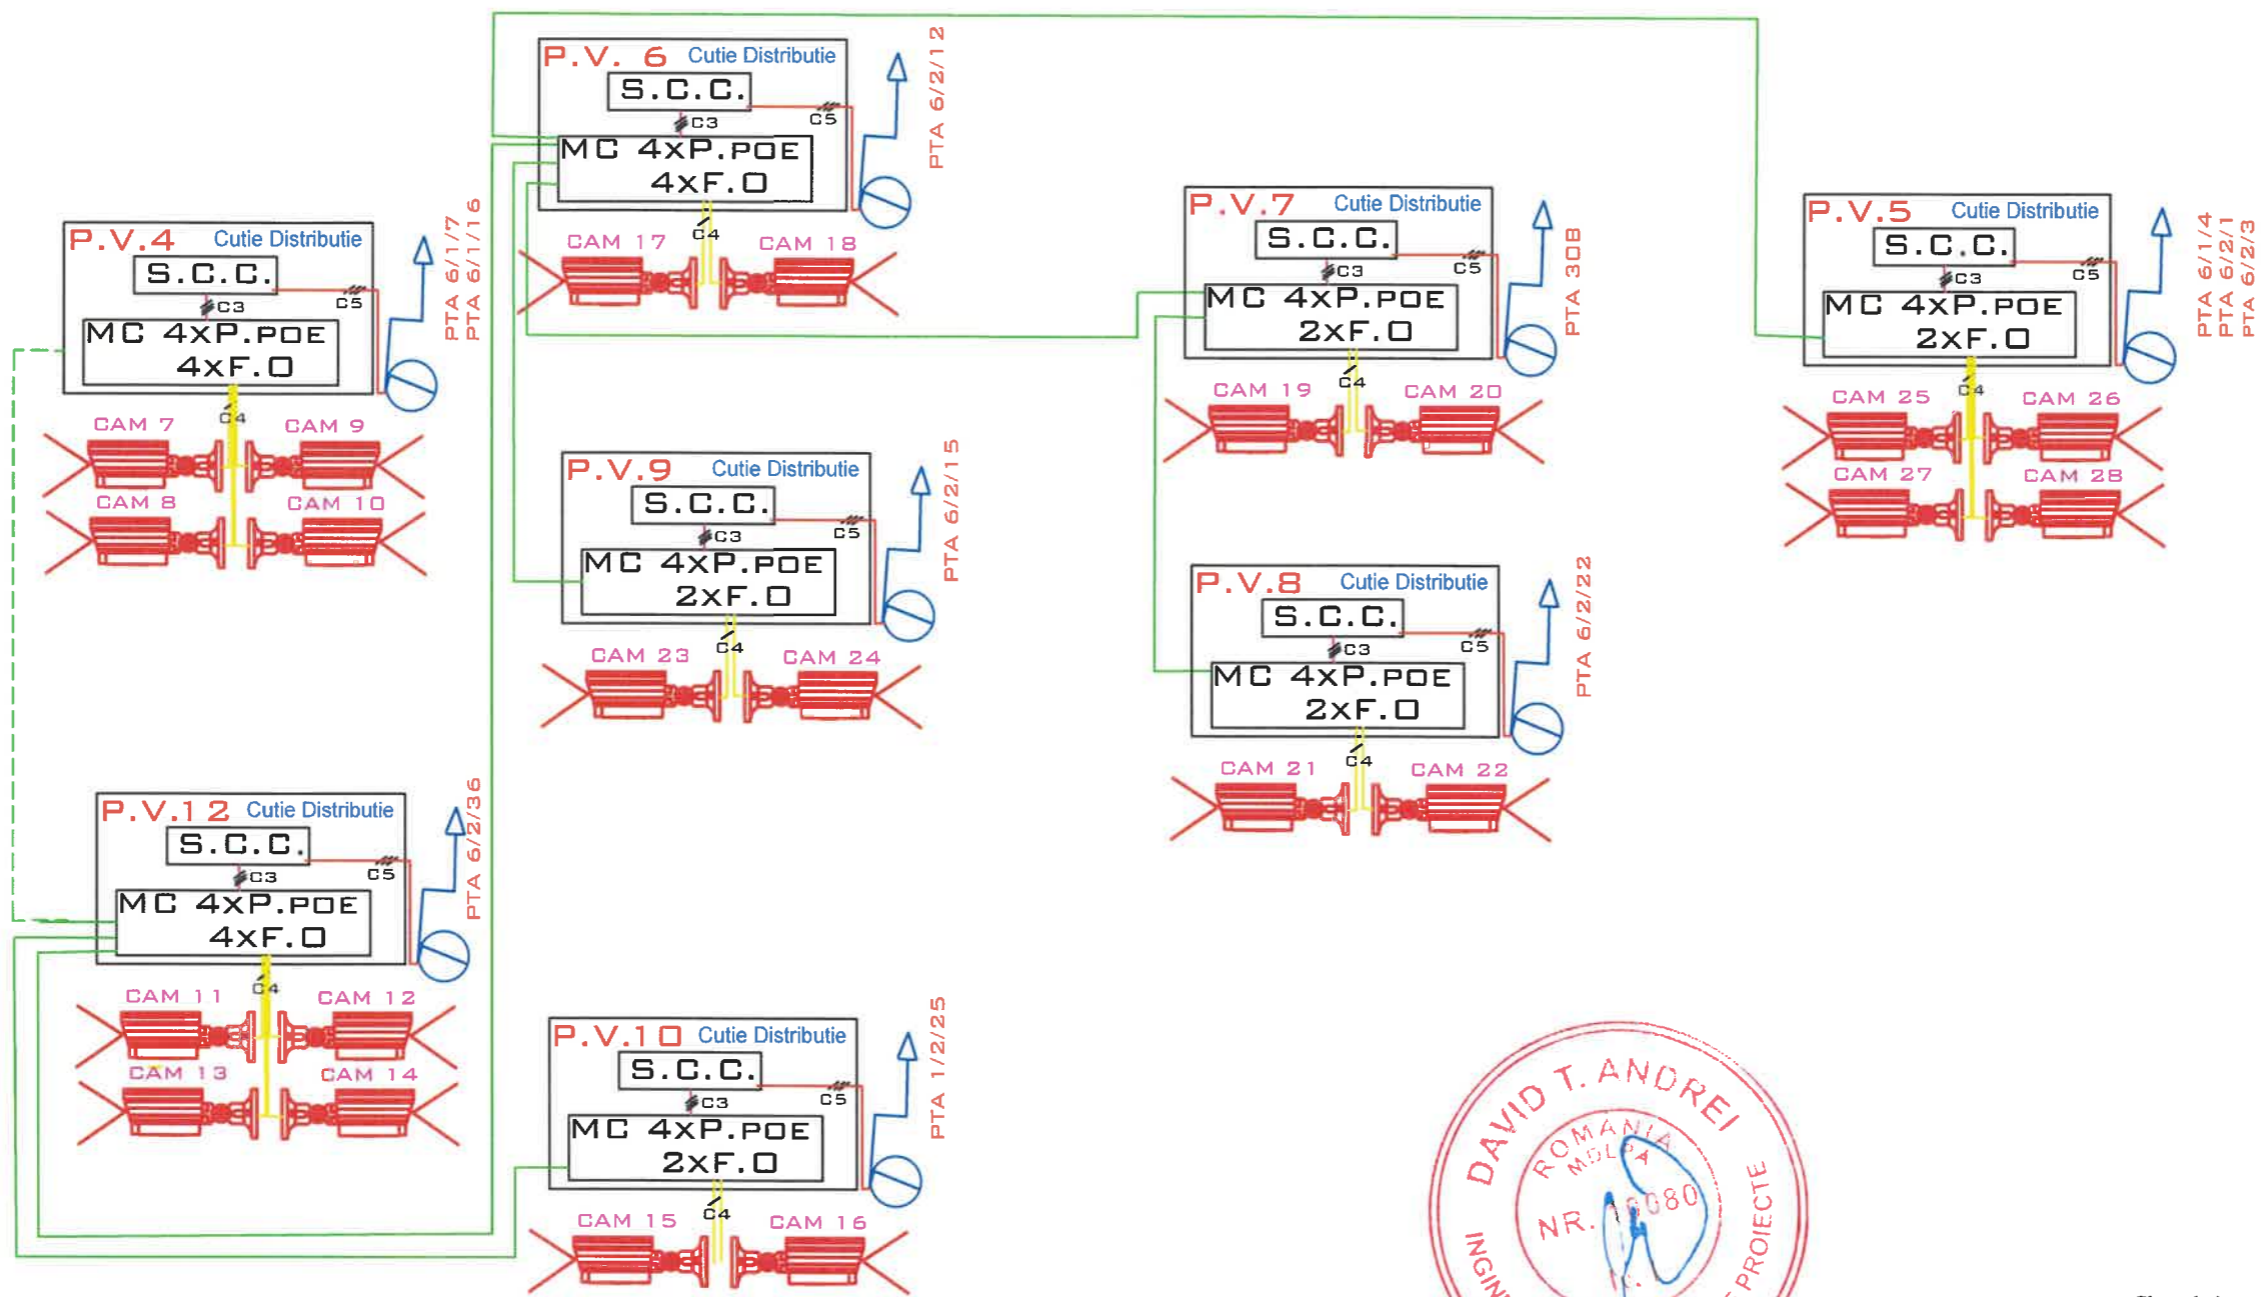 P.V. 6 Cutie Distributie
S.C.C.
C3
C5
MC 4xP.POE
4xF.O
C4
CAM 17
CAM 18
PTA 6/2/12
P.V.4 Cutie Distributie
S.C.C.
C3
C5
MC 4xP.POE
4xF.O
C4
CAM 7
CAM 9
CAM 8
CAM 10
PTA 6/1/7
PTA 6/1/16
P.V.7 Cutie Distributie
S.C.C.
C3
C5
MC 4xP.POE
2xF.O
C4
CAM 19
CAM 20
PTA 30B
P.V.5 Cutie Distributie
S.C.C.
C3
C5
MC 4xP.POE
2xF.O
C4
CAM 25
CAM 26
CAM 27
CAM 28
PTA 6/1/4
PTA 6/2/1
PTA 6/2/3
P.V.9 Cutie Distributie
S.C.C.
C3
C5
MC 4xP.POE
2xF.O
C4
CAM 23
CAM 24
PTA 6/2/15
P.V.8 Cutie Distributie
S.C.C.
C3
C5
MC 4xP.POE
2xF.O
C4
CAM 21
CAM 22
PTA 6/2/22
P.V.12 Cutie Distributie
S.C.C.
C3
C5
MC 4xP.POE
4xF.O
C4
CAM 11
CAM 12
CAM 13
CAM 14
PTA 6/2/36
P.V.10 Cutie Distributie
S.C.C.
C3
C5
MC 4xP.POE
2xF.O
C4
CAM 15
CAM 16
PTA 1/2/25
DAVID T. ANDREI
ROMANIA
MDLPA
NR.
PROIECTE